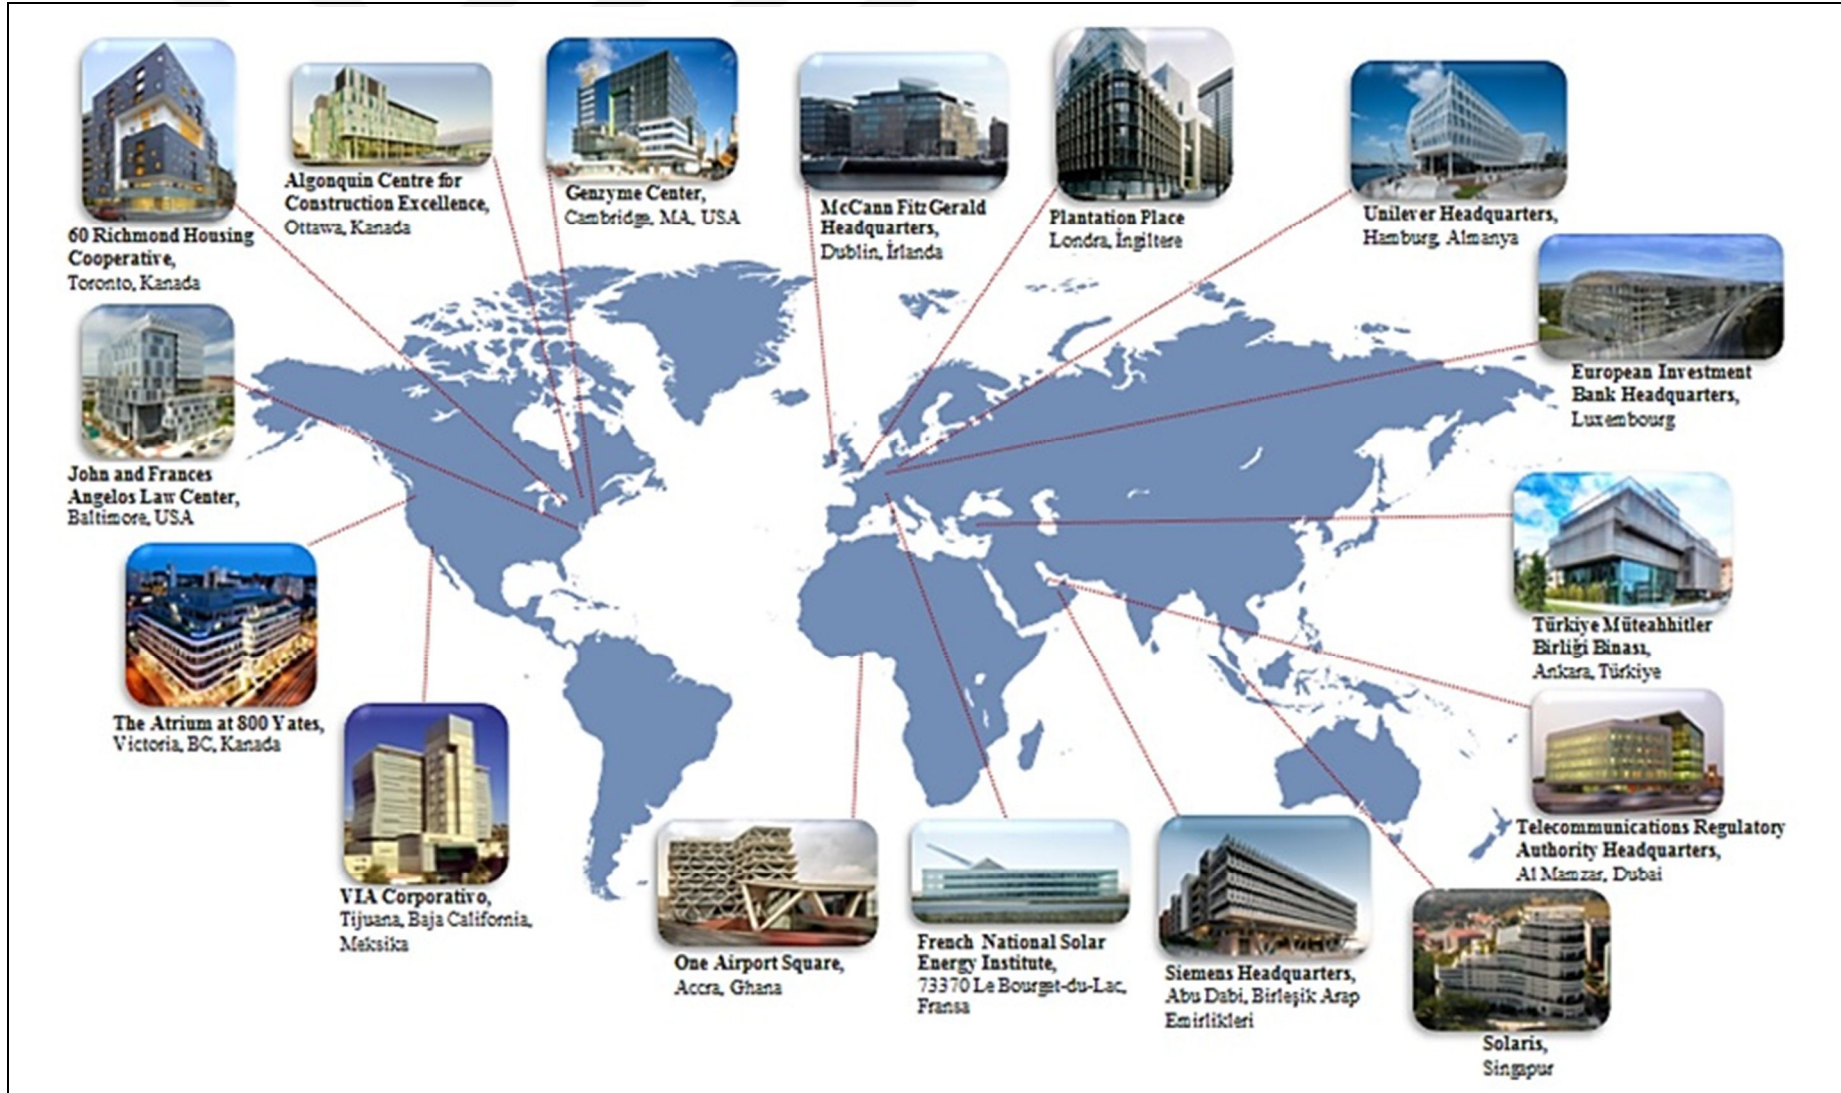 60 Richmond Housing
Cooperative,
Toronto, Kanada
Algonquin Centre for
Construction Excellence,
Ottawa, Kanada
Genzyme Center,
Cambridge, MA, USA
McCann FitzGerald
Headquarters,
Dublin, İrlanda
Plantation Place
Londra, İngiltere
Unilever Headquarters,
Hamburg, Almanya
European Investment
Bank Headquarters,
Luxembourg
John and Frances
Angelos Law Center,
Baltimore, USA
Türkiye Müteahhitler
Birliği Binası,
Ankara, Türkiye
The Atrium at 800 Yates,
Victoria, BC, Kanada
Telecommunications Regulatory
Authority Headquarters,
Al Mamzar, Dubai
VIA Corporativo,
Tijuana, Baja California,
Meksika
One Airport Square,
Accra, Ghana
French National Solar
Energy Institute,
73370 Le Bourget-du-Lac,
Fransa
Siemens Headquarters,
Abu Dabi, Birleşik Arap
Emirlikleri
Solaris,
Singapur